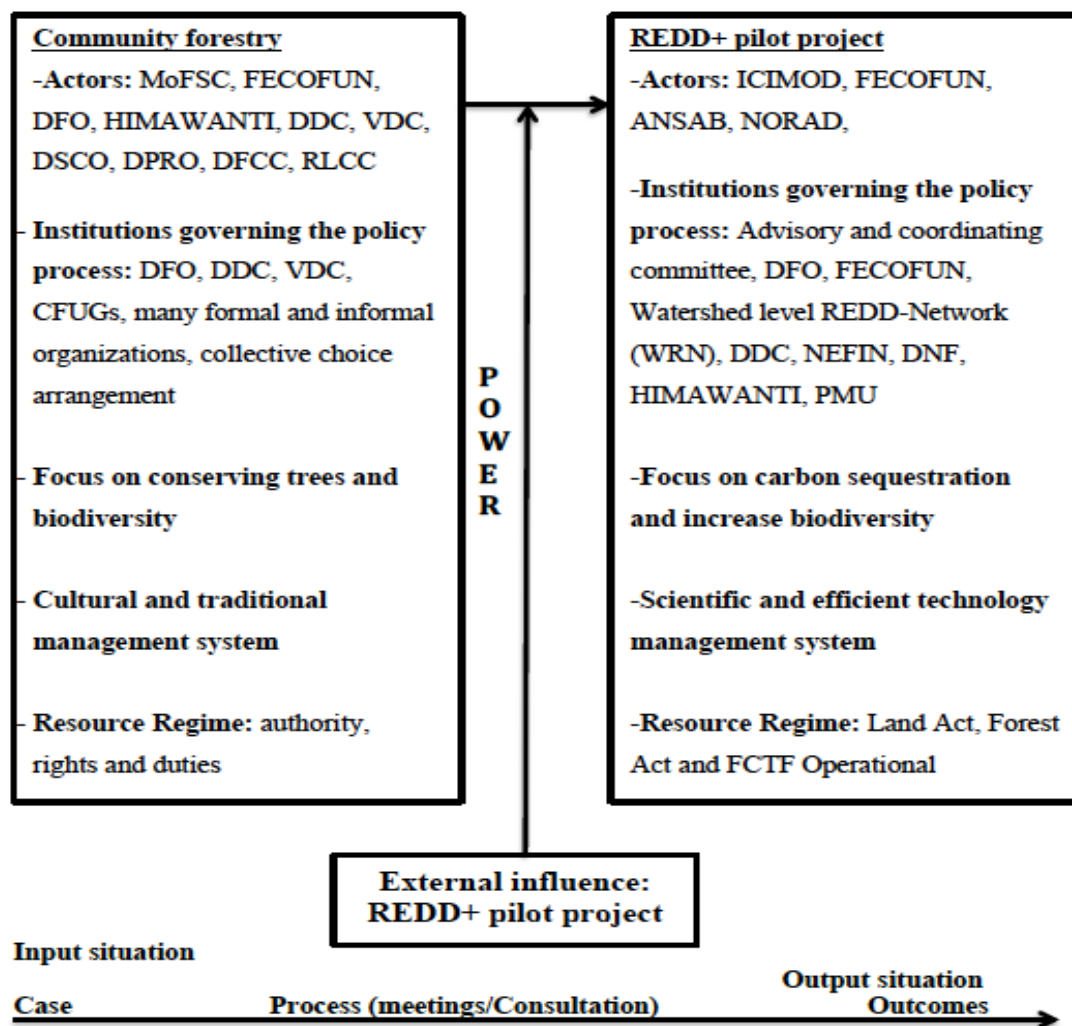 Community forestry
-Actors: MoFSC, FECOFUN,
DFO, HIMAWANTI, DDC, VDC,
DSCO, DPRO, DFCC, RLCC
- Institutions governing the policy
process: DFO, DDC, VDC,
CFUGs, many formal and informal
organizations, collective choice
arrangement
- Focus on conserving trees and
biodiversity
- Cultural and traditional
management system
- Resource Regime: authority,
rights and duties
P
O
W
E
R
REDD+ pilot project
-Actors: ICIMOD, FECOFUN,
ANSAB, NORAD,
-Institutions governing the policy
process: Advisory and coordinating
committee, DFO, FECOFUN,
Watershed level REDD-Network
(WRN), DDC, NEFIN, DNF,
HIMAWANTI, PMU
-Focus on carbon sequestration
and increase biodiversity
-Scientific and efficient technology
management system
-Resource Regime: Land Act, Forest
Act and FCTF Operational
External influence:
REDD+ pilot project
Input situation
Output situation
Case Process (meetings/Consultation) Outcomes